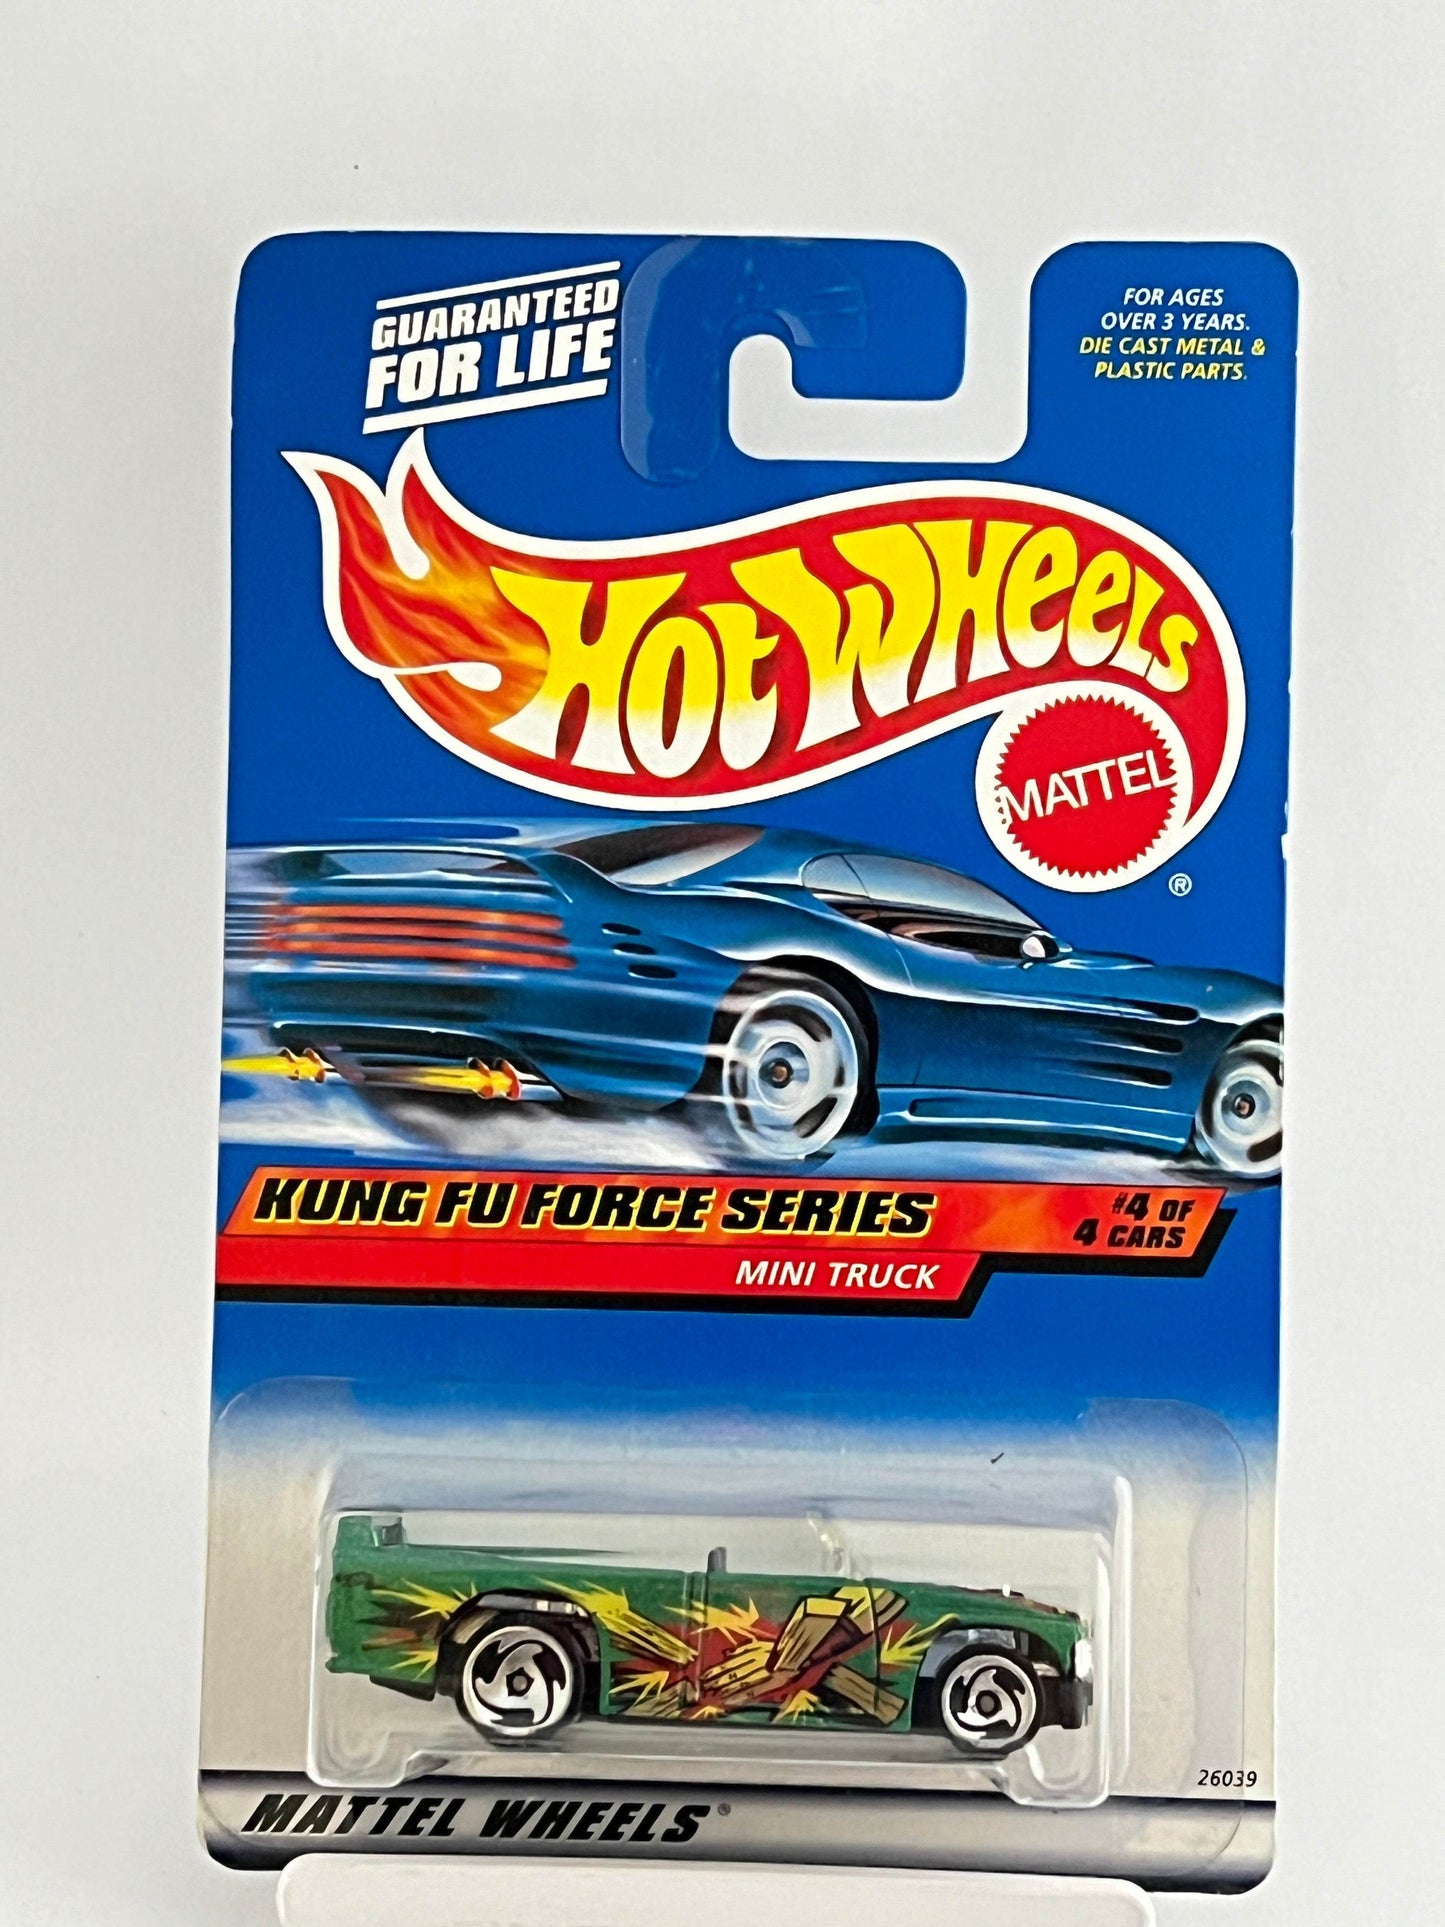 GUARANTEED
FOR LIFE
FOR AGES
OVER 3 YEARS.
DIE CAST METAL &
PLASTIC PARTS.
HOT WHEELS
MATTEL
®
KUNG FU FORCE SERIES
#4 OF
4 CARS
MINI TRUCK
26039
MATTEL WHEELS®